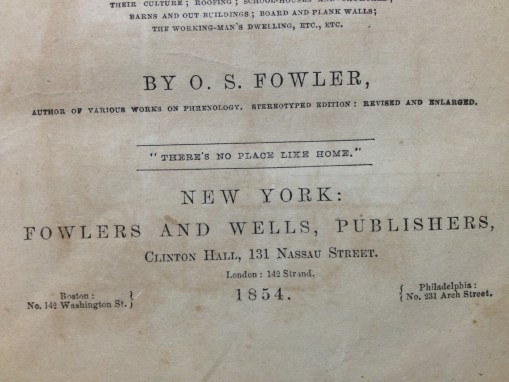 THEIR CULTURE; ROOFING; SCHOOL-HOUSES AND CHURCHES;
BARNS AND OUT BUILDINGS; BOARD AND PLANK WALLS;
THE WORKING-MAN'S DWELLING, ETC., ETC.
BY O. S. FOWLER,
AUTHOR OF VARIOUS WORKS ON PHRENOLOGY. STEREOTYPED EDITION: REVISED AND ENLARGED.
"THERE'S NO PLACE LIKE HOME."
NEW YORK:
FOWLERS AND WELLS, PUBLISHERS,
CLINTON HALL, 131 NASSAU STREET.
London: 142 Strand.
Boston:
No. 142 Washington St. }
1854.
{ Philadelphia:
No. 231 Arch Street.